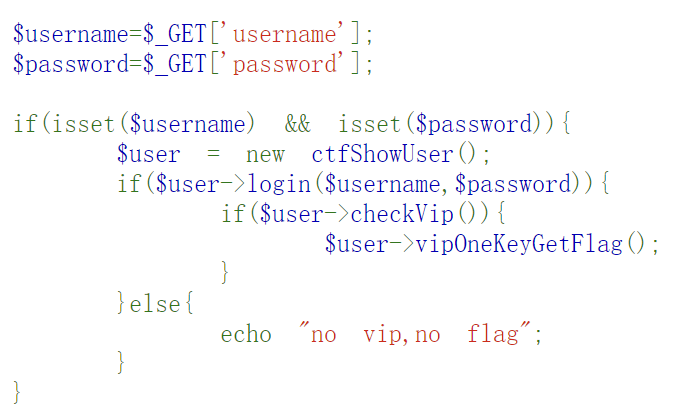 $username=$_GET['username'];
$password=$_GET['password'];
if(isset($username) && isset($password)){
$user = new ctfShowUser();
if($user->login($username,$password)){
if($user->checkVip()){
$user->vipOneKeyGetFlag();
}
}else{
echo "no vip,no flag";
}
}